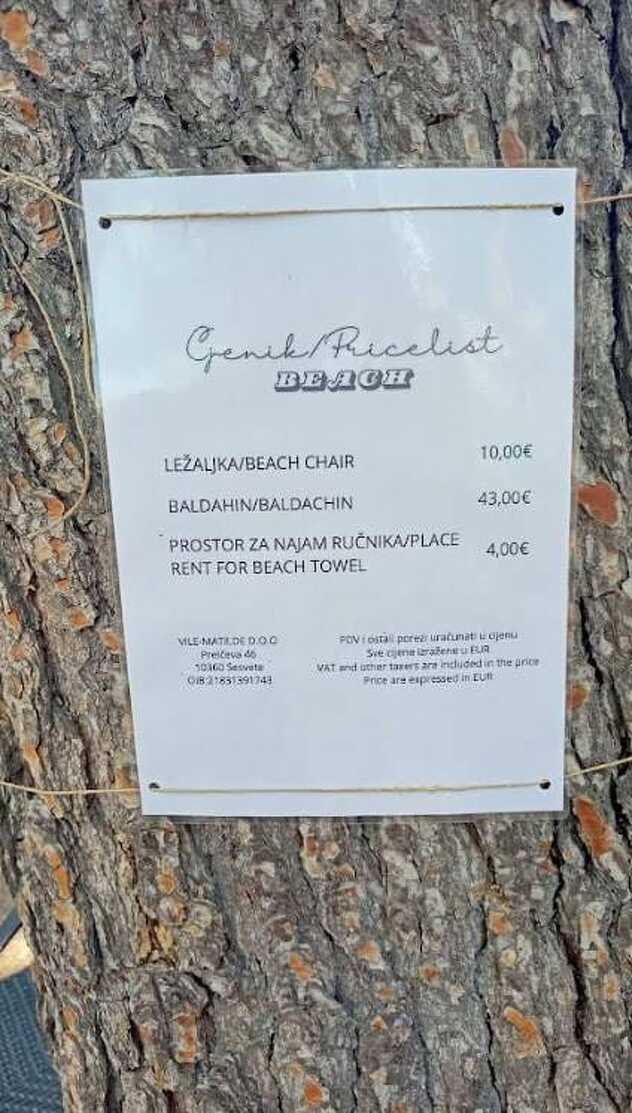 Cjenik/Pricelist
BEACH
LEŽALJKA/BEACH CHAIR 10,00€
BALDAHIN/BALDACHIN 43,00€
PROSTOR ZA NAJAM RUČNIKA/PLACE 4,00€
RENT FOR BEACH TOWEL
VILE-MATILDE D.O.O
Preičeva 46
10360 Sesvete
OIB:21831391743
PDV i ostali porezi uračunati u cijenu
Sve cijene izražene u EUR
VAT and other taxers are included in the price
Price are expressed in EUR